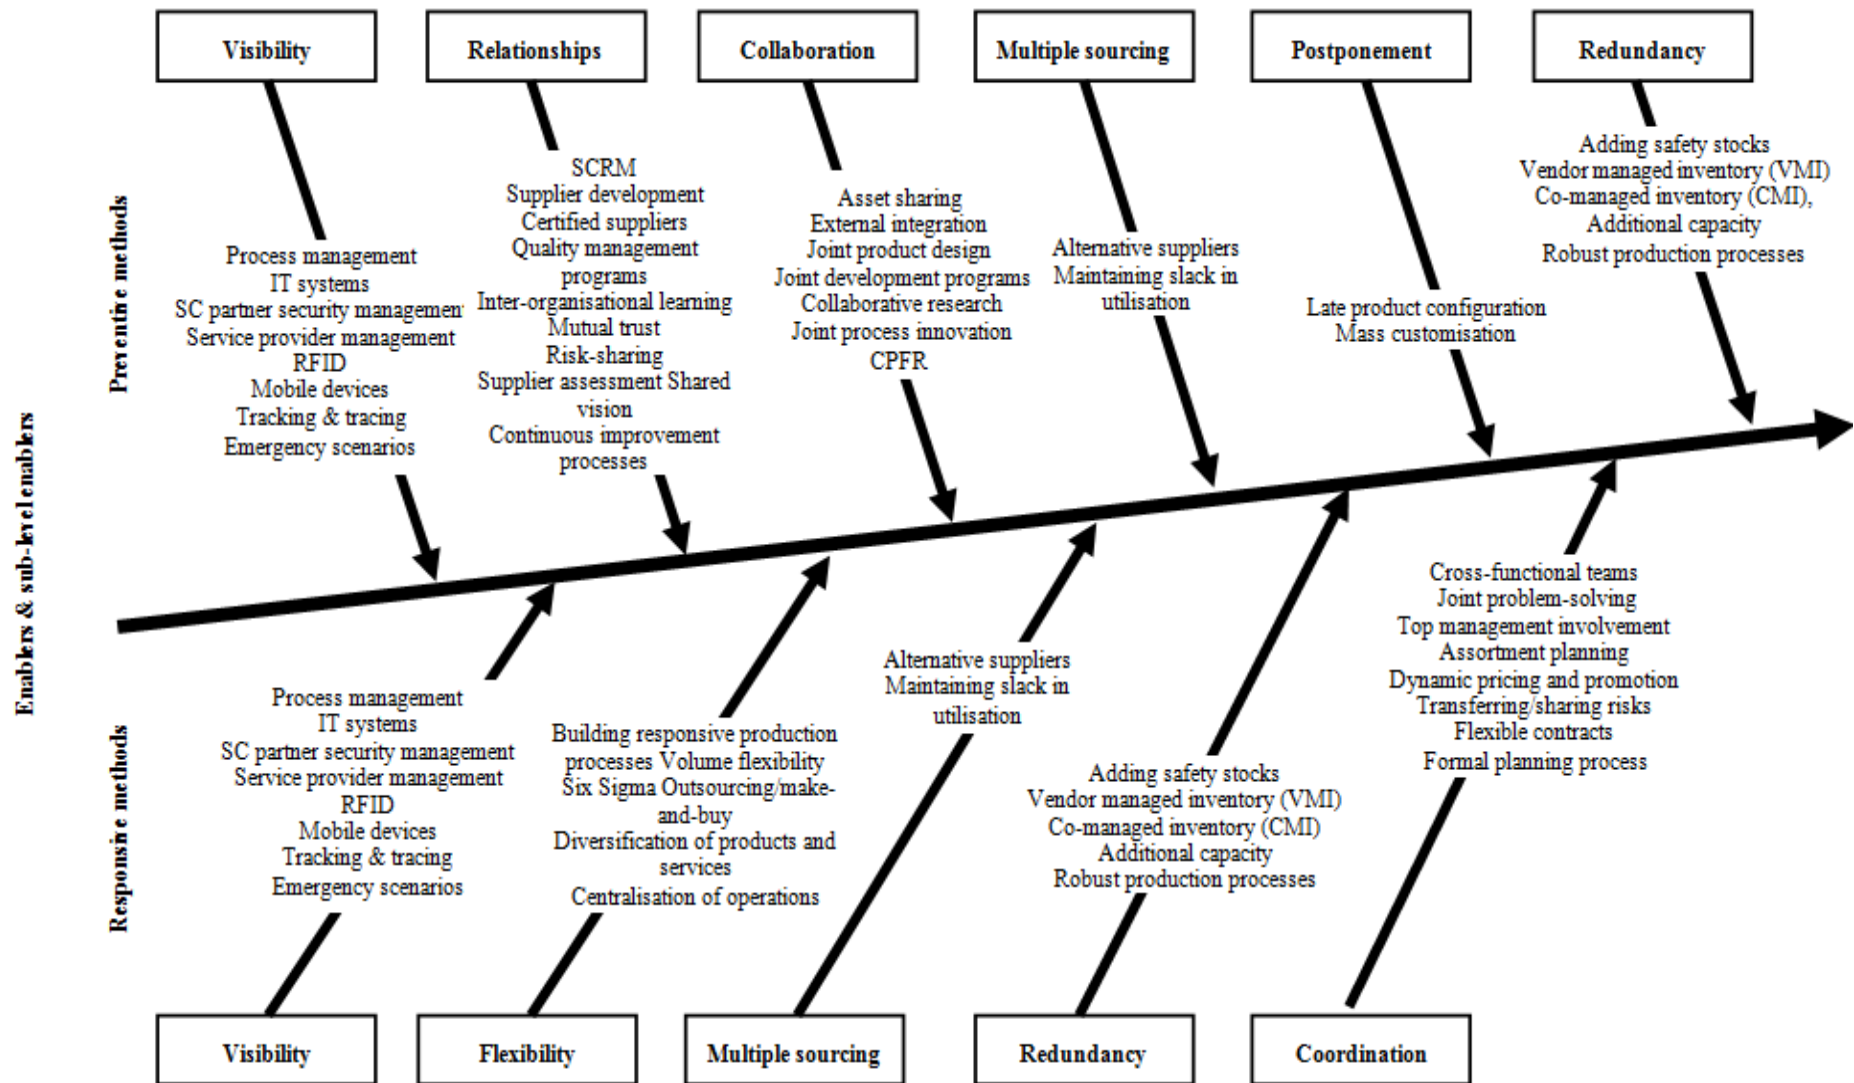 Visibility
Relationships
Collaboration
Multiple sourcing
Postponement
Redundancy
Enablers & sub-level enablers
Preventive methods
Process management
IT systems
SC partner security management
Service provider management
RFID
Mobile devices
Tracking & tracing
Emergency scenarios
SCRM
Supplier development
Certified suppliers
Quality management
programs
Inter-organisational learning
Mutual trust
Risk-sharing
Supplier assessment Shared
vision
Continuous improvement
processes
Asset sharing
External integration
Joint product design
Joint development programs
Collaborative research
Joint process innovation
CPFR
Alternative suppliers
Maintaining slack in
utilisation
Late product configuration
Mass customisation
Adding safety stocks
Vendor managed inventory (VMI)
Co-managed inventory (CMI),
Additional capacity
Robust production processes
Responsive methods
Process management
IT systems
SC partner security management
Service provider management
RFID
Mobile devices
Tracking & tracing
Emergency scenarios
Building responsive production
processes Volume flexibility
Six Sigma Outsourcing/make-
and-buy
Diversification of products and
services
Centralisation of operations
Alternative suppliers
Maintaining slack in
utilisation
Adding safety stocks
Vendor managed inventory (VMI)
Co-managed inventory (CMI)
Additional capacity
Robust production processes
Cross-functional teams
Joint problem-solving
Top management involvement
Assortment planning
Dynamic pricing and promotion
Transferring/sharing risks
Flexible contracts
Formal planning process
Visibility
Flexibility
Multiple sourcing
Redundancy
Coordination